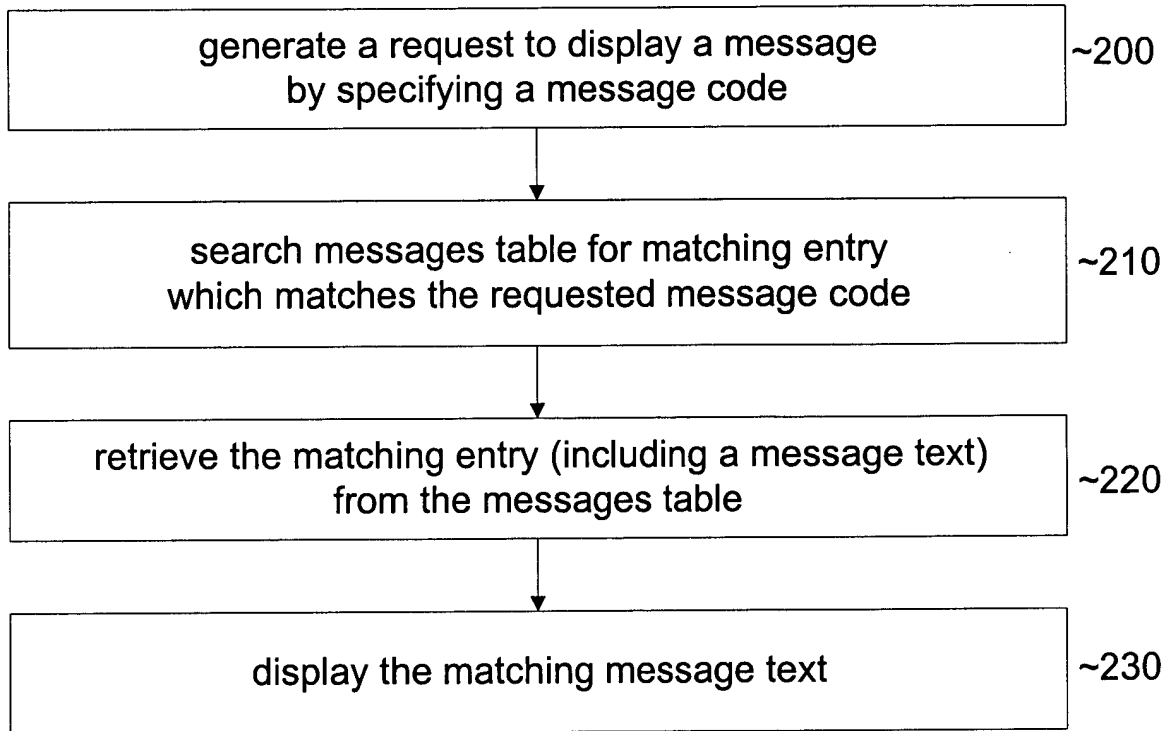 generate a request to display a message
by specifying a message code
~200
search messages table for matching entry
which matches the requested message code
~210
retrieve the matching entry (including a message text)
from the messages table
~220
display the matching message text
~230